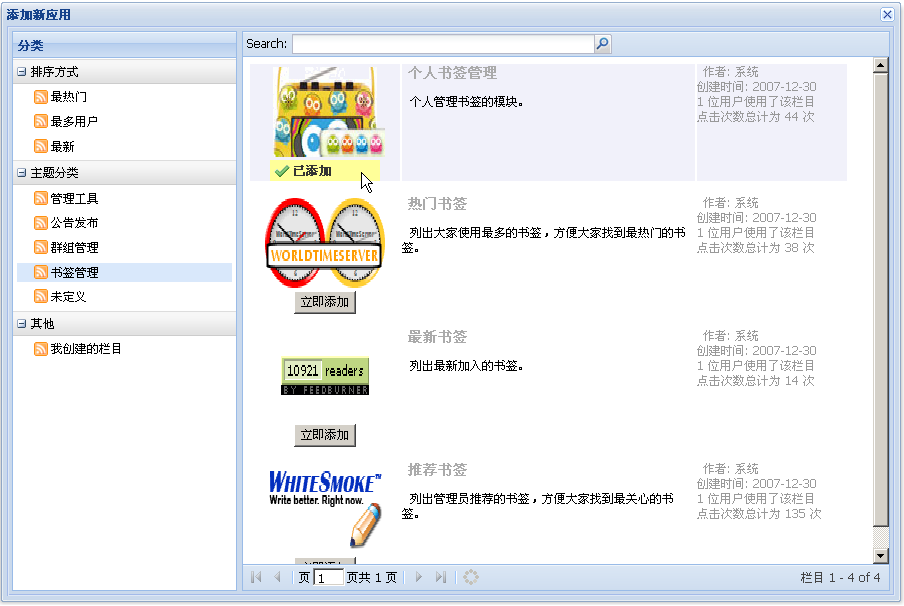 添加新应用
分类
排序方式
最热门
最多用户
最新
主题分类
管理工具
公告发布
群组管理
书签管理
未定义
其他
我创建的栏目
Search:
已添加
个人书签管理
个人管理书签的模块。
作者: 系统
创建时间: 2007-12-30
1 位用户使用了该栏目
点击次数总计为 44 次
WORLDTIMESERVER
立即添加
热门书签
列出大家使用最多的书签，方便大家找到最热门的书
签。
作者: 系统
创建时间: 2007-12-30
1 位用户使用了该栏目
点击次数总计为 38 次
10921 readers
BY FEEDBURNER
立即添加
最新书签
列出最新加入的书签。
作者: 系统
创建时间: 2007-12-30
1 位用户使用了该栏目
点击次数总计为 14 次
WHITESMOKE™
Write better. Right now.
推荐书签
列出管理员推荐的书签，方便大家找到最关心的书
签。
作者: 系统
创建时间: 2007-12-30
1 位用户使用了该栏目
点击次数总计为 135 次
页 1 页共 1 页
栏目 1 - 4 of 4